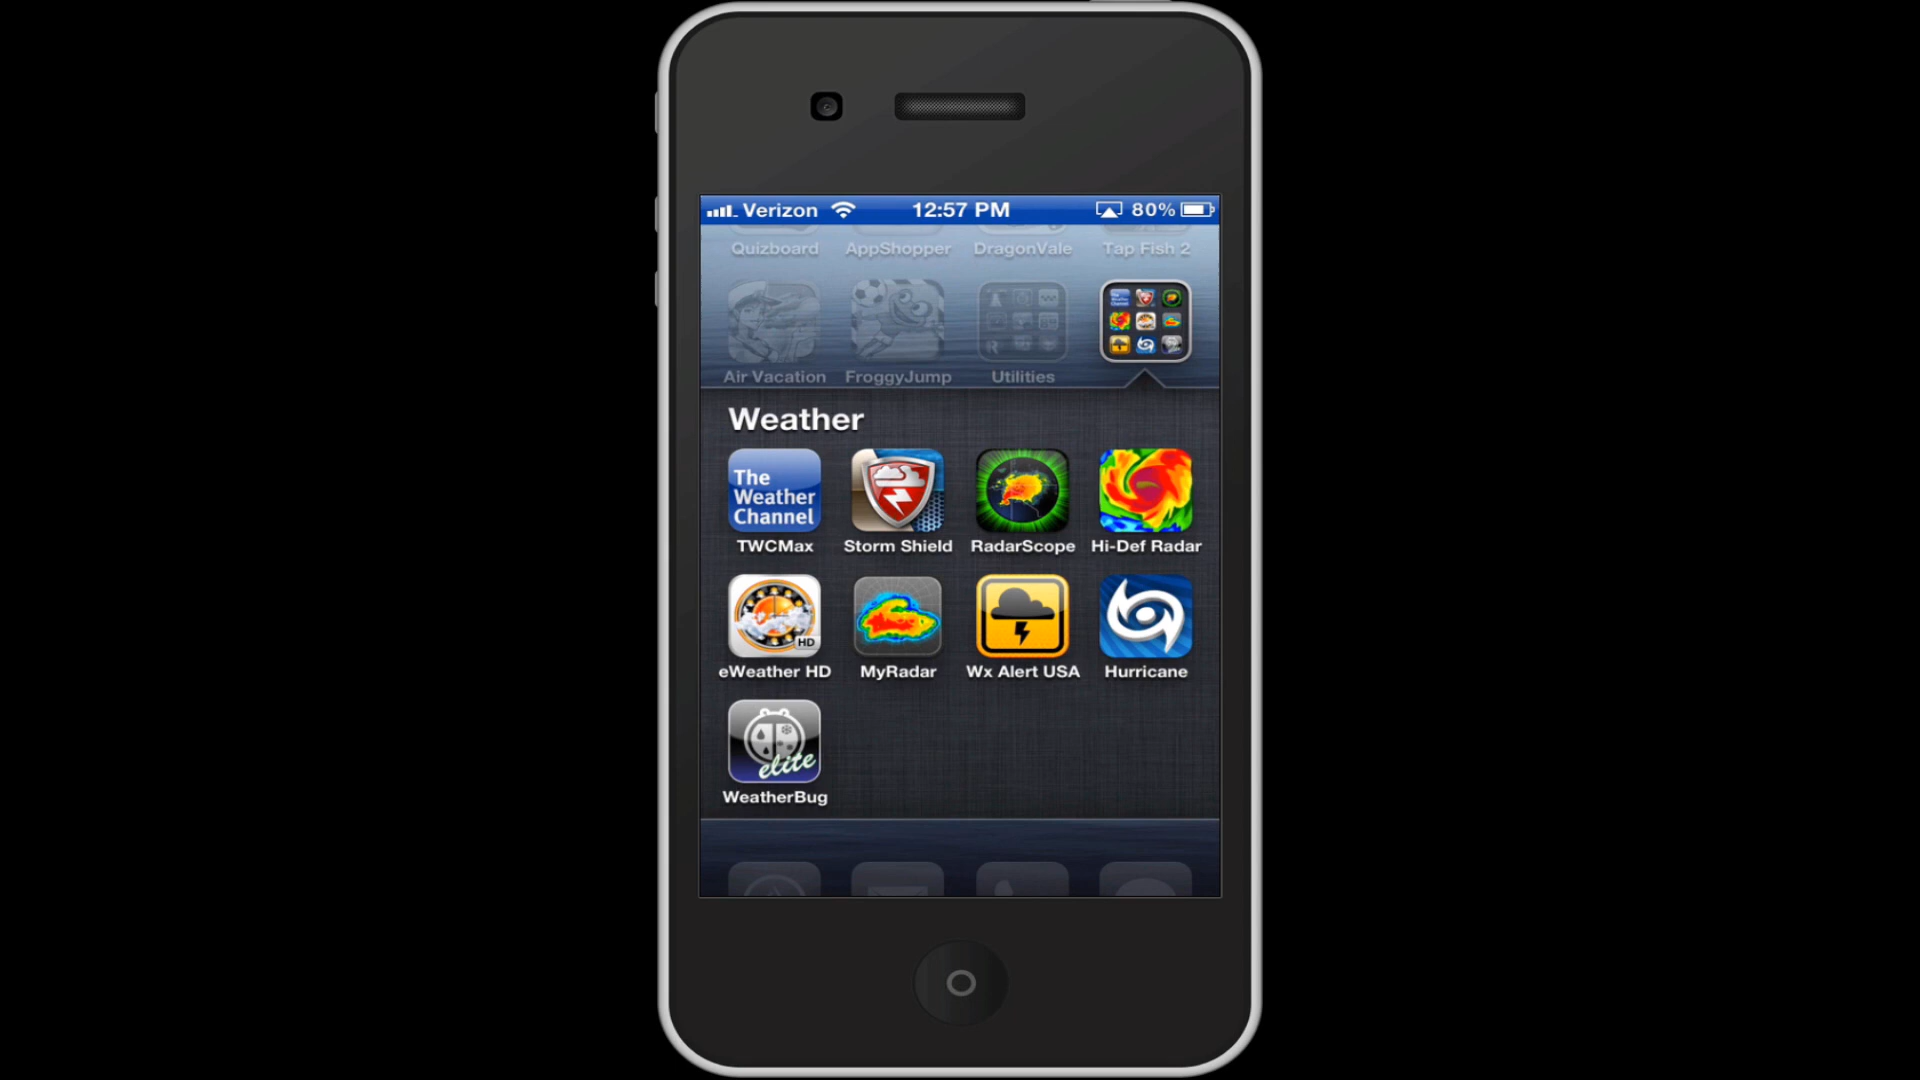 Verizon 12:57 PM 80%
Quizboard AppShopper DragonVale Tap Fish 2
Air Vacation FroggyJump Utilities
Weather
The
Weather
Channel
TWCMax Storm Shield RadarScope Hi-Def Radar
HD
eWeather HD MyRadar Wx Alert USA Hurricane
elite
WeatherBug